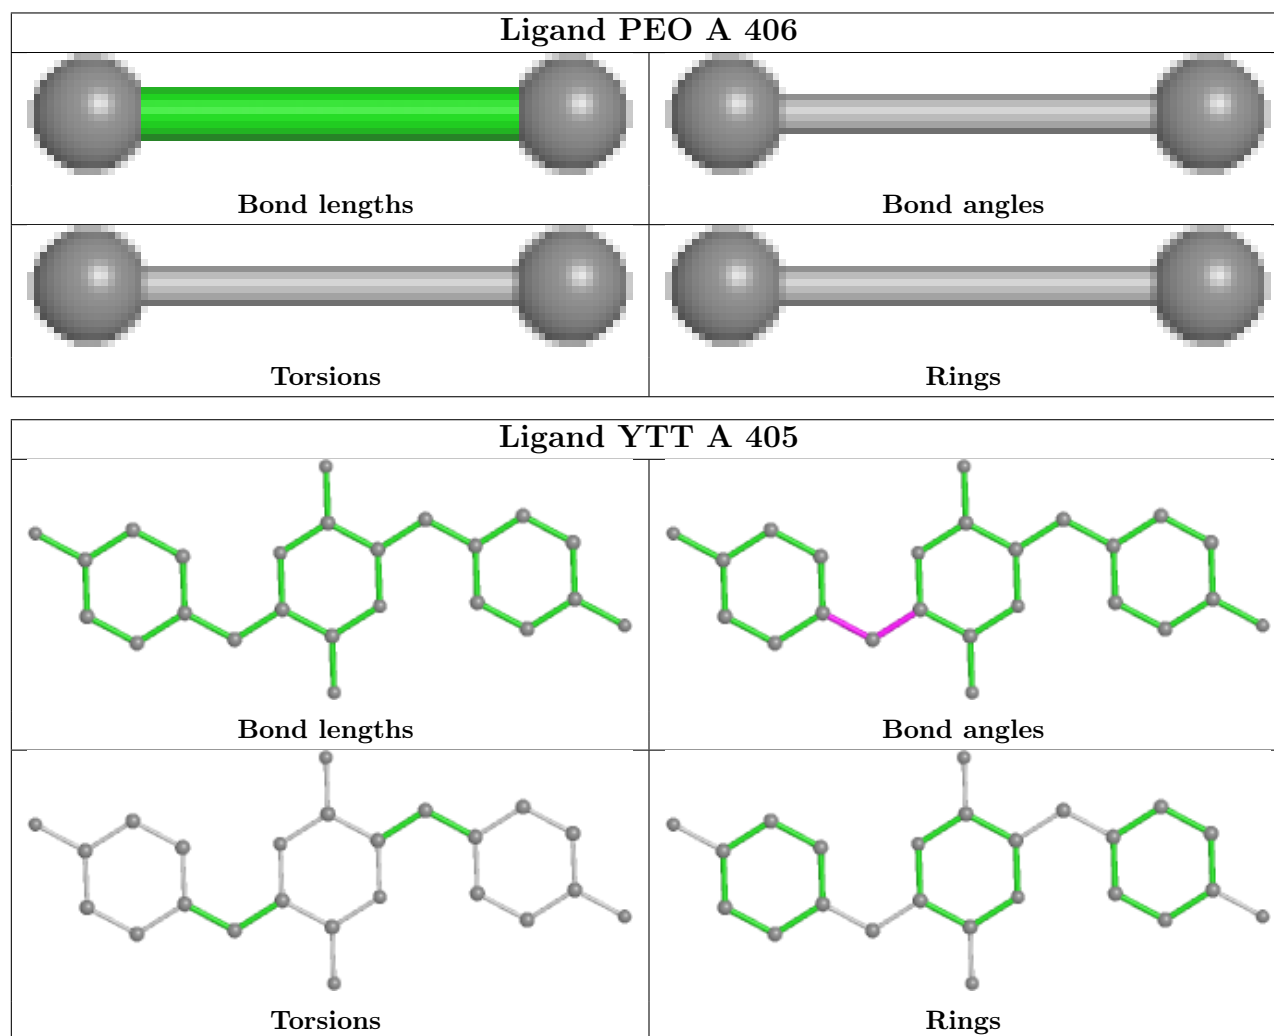 Ligand PEO A 406
Bond lengths
Bond angles
Torsions
Rings
Ligand YTT A 405
Bond lengths
Bond angles
Torsions
Rings